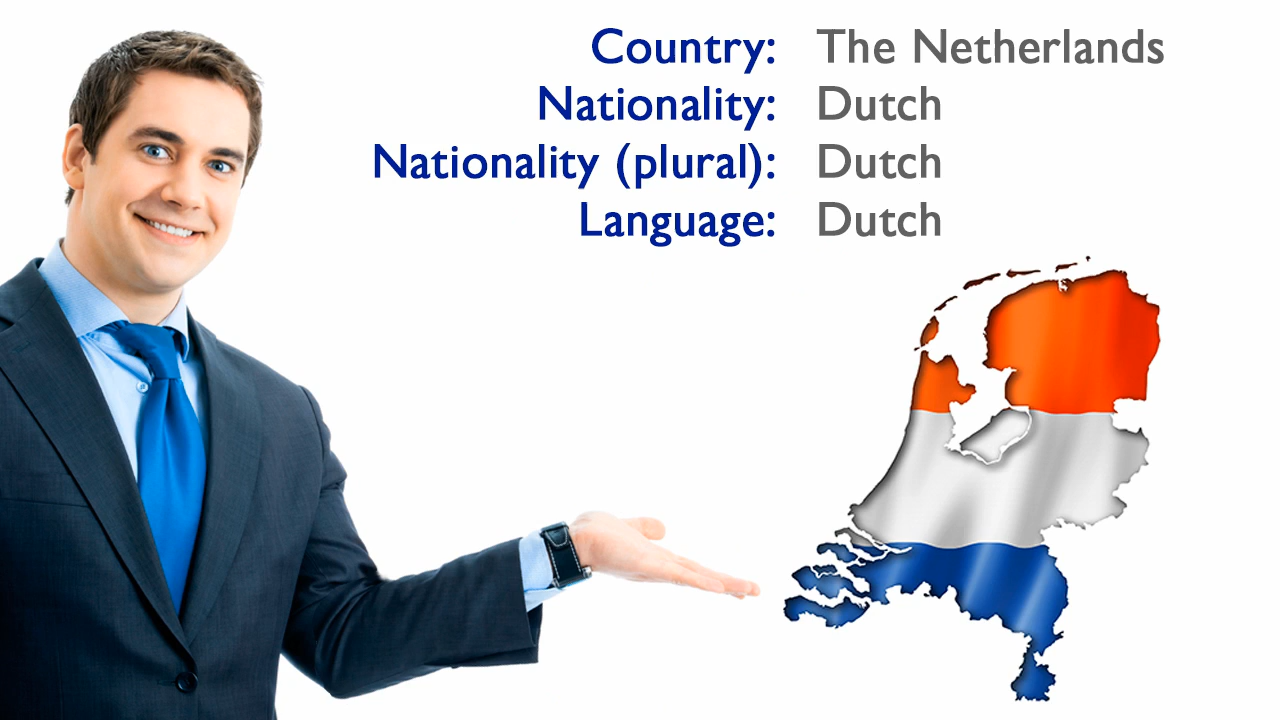 Country: The Netherlands
Nationality: Dutch
Nationality (plural): Dutch
Language: Dutch